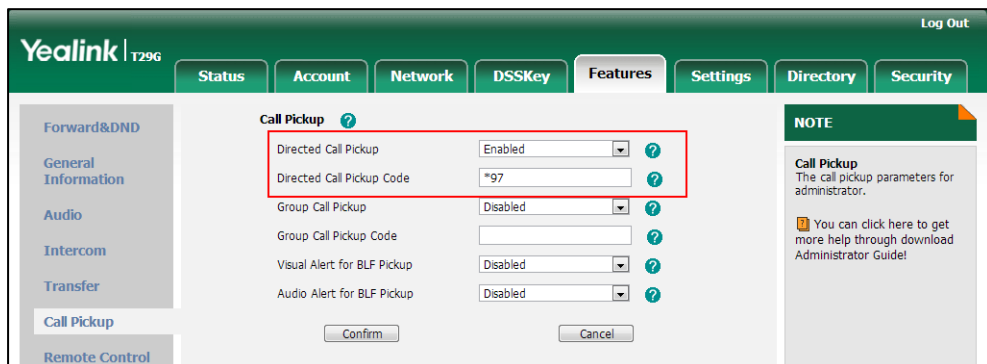 Log Out
Yealink | T29G
Status Account Network DSSKey Features Settings Directory Security
Forward&DND
General
Information
Audio
Intercom
Transfer
Call Pickup
Remote Control
Call Pickup ?
Directed Call Pickup Enabled ?
Directed Call Pickup Code *97 ?
Group Call Pickup Disabled ?
Group Call Pickup Code ?
Visual Alert for BLF Pickup Disabled ?
Audio Alert for BLF Pickup Disabled ?
Confirm Cancel
NOTE
Call Pickup
The call pickup parameters for
administrator.
? You can click here to get
more help through download
Administrator Guide!